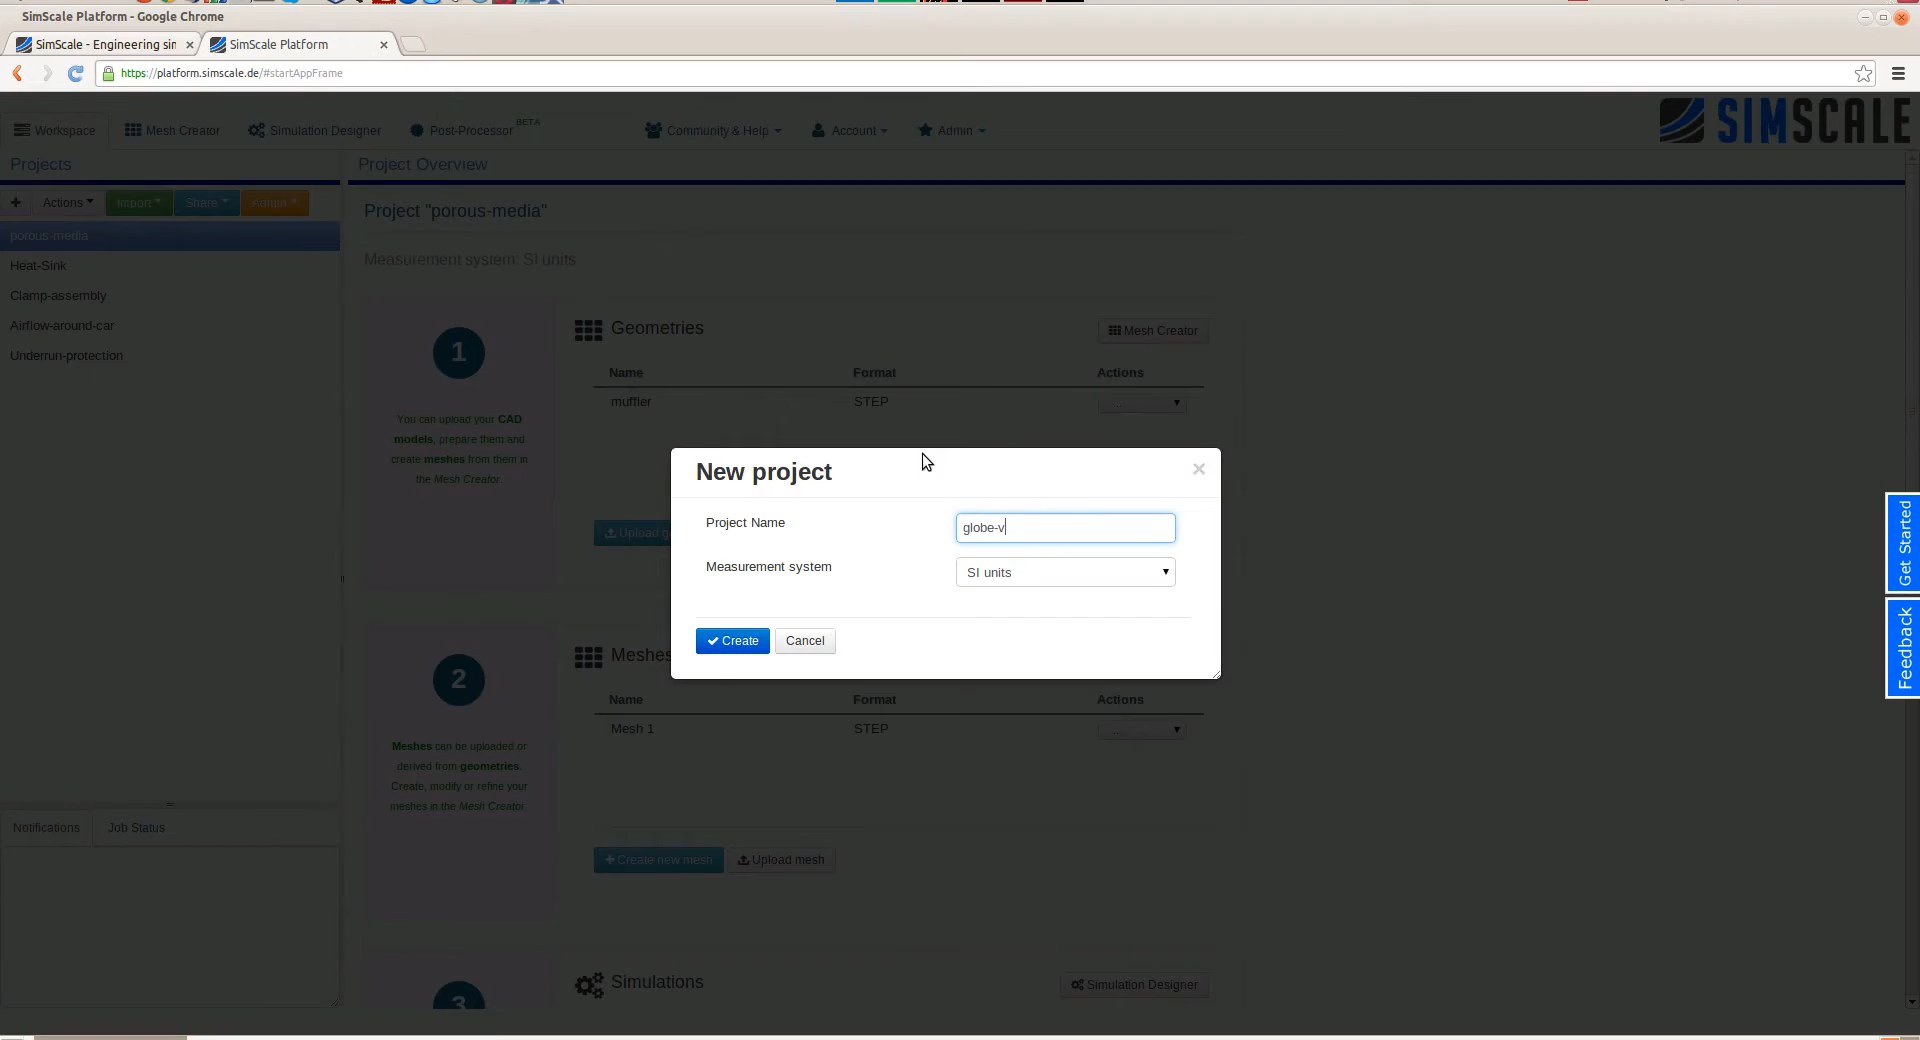 SimScale Platform - Google Chrome
SimScale - Engineering sin
SimScale Platform
https://platform.simscale.de/#startAppFrame
Workspace
Mesh Creator
Simulation Designer
Post-Processor BETA
Community & Help
Account
Admin
SIMSCALE
Projects
Project Overview
Actions
Import
Share
Admin
Project "porous-media"
porous-media
Measurement system: SI units
Heat-Sink
Clamp-assembly
Airflow-around-car
Underrun-protection
1
Geometries
Mesh Creator
Name
Format
Actions
muffler
STEP
You can upload your CAD
models, prepare them and
create meshes from them in
the Mesh Creator.
Upload g
New project
Project Name
globe-v
Measurement system
SI units
Create
Cancel
Get Started
Feedback
2
Meshes
Name
Format
Actions
Mesh 1
STEP
Meshes can be uploaded or
derived from geometries.
Create, modify or refine your
meshes in the Mesh Creator.
Notifications
Job Status
Create new mesh
Upload mesh
3
Simulations
Simulation Designer